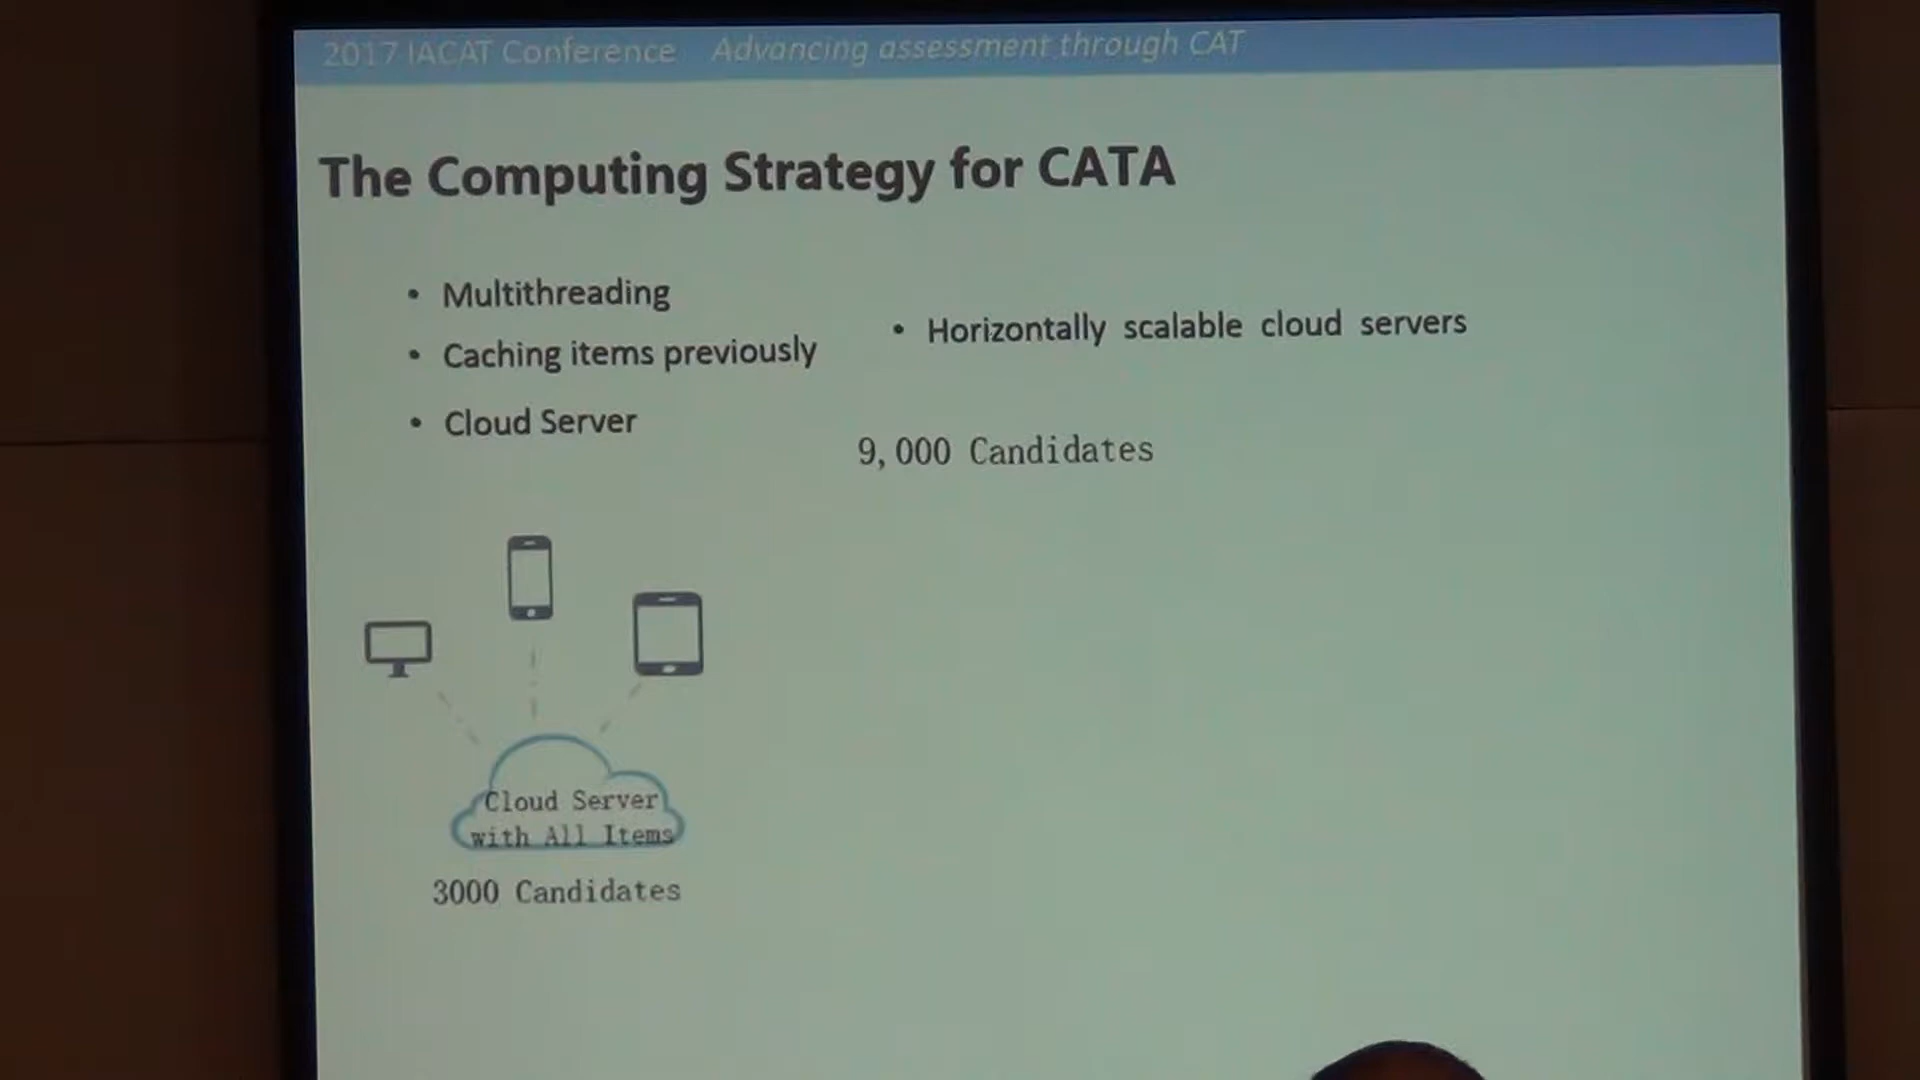 2017 IACAT Conference Advancing assessment through CAT
The Computing Strategy for CATA
• Multithreading
• Caching items previously
• Cloud Server
• Horizontally scalable cloud servers
9,000 Candidates
Cloud Server
with All Items
3000 Candidates